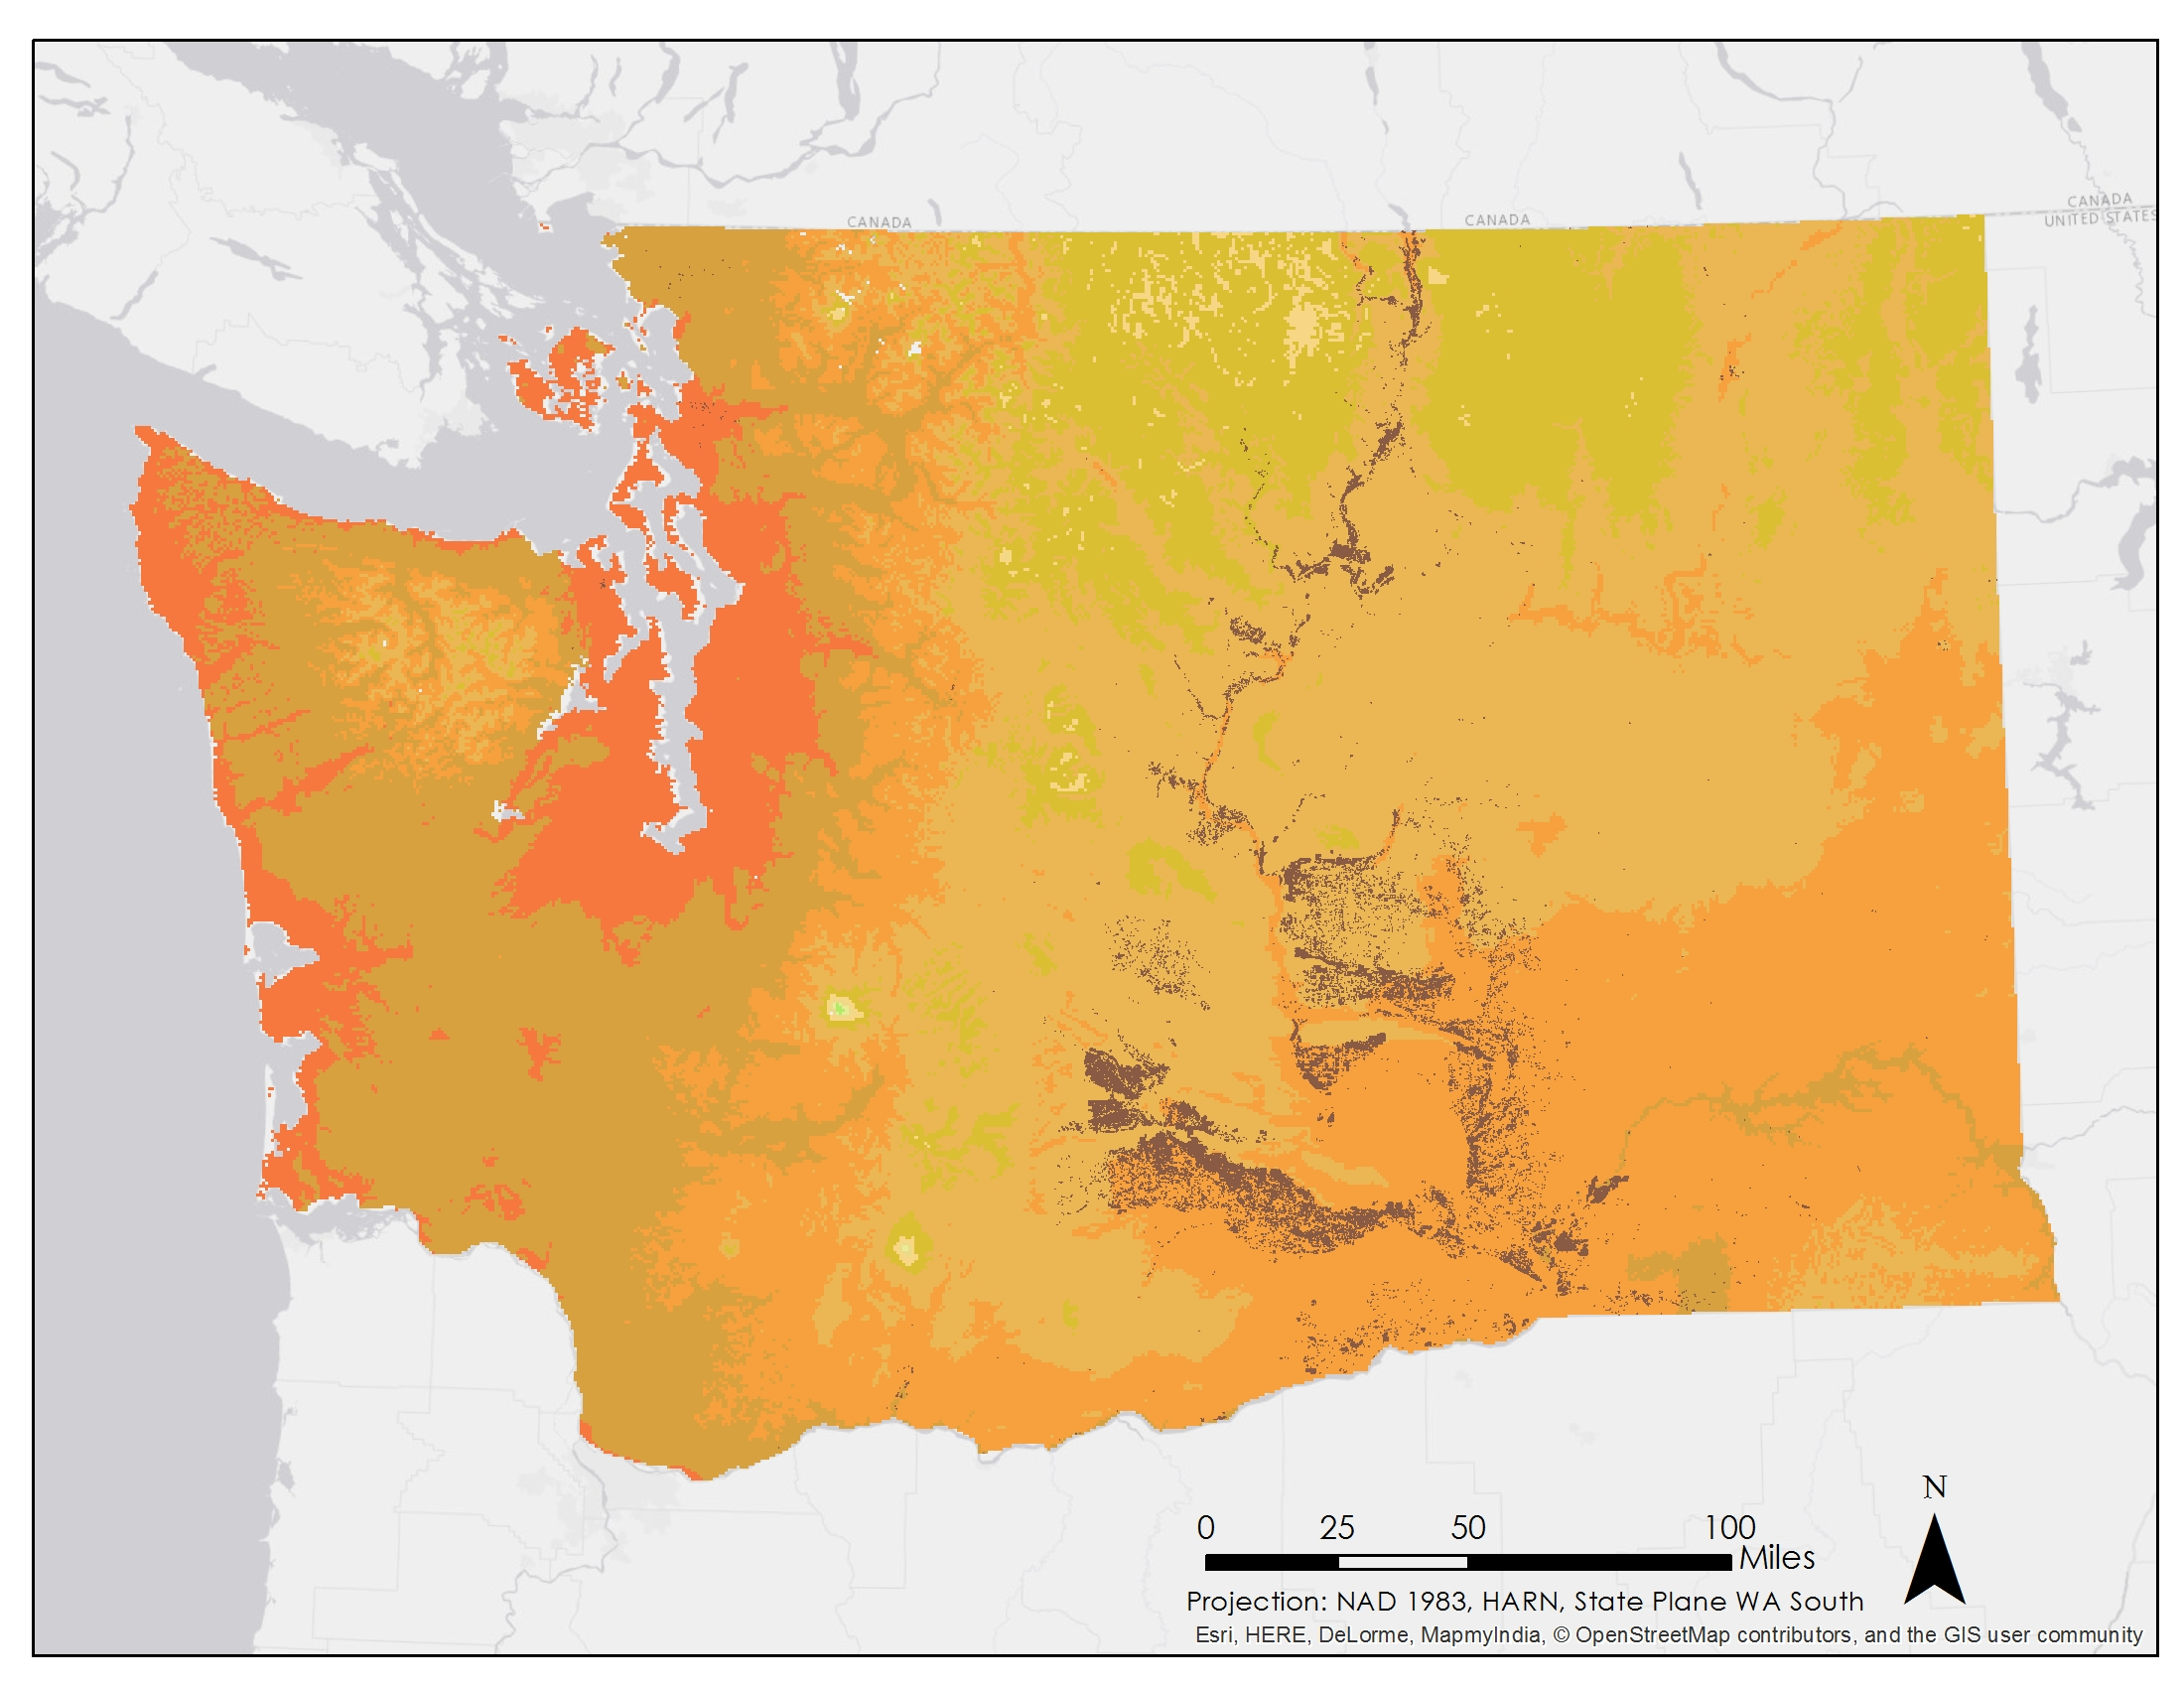 CANADA
CANADA
CANADA
UNITED STATES
N
0 25 50 100
Miles
Projection: NAD 1983, HARN, State Plane WA South
Esri, HERE, DeLorme, MapmyIndia, © OpenStreetMap contributors, and the GIS user community